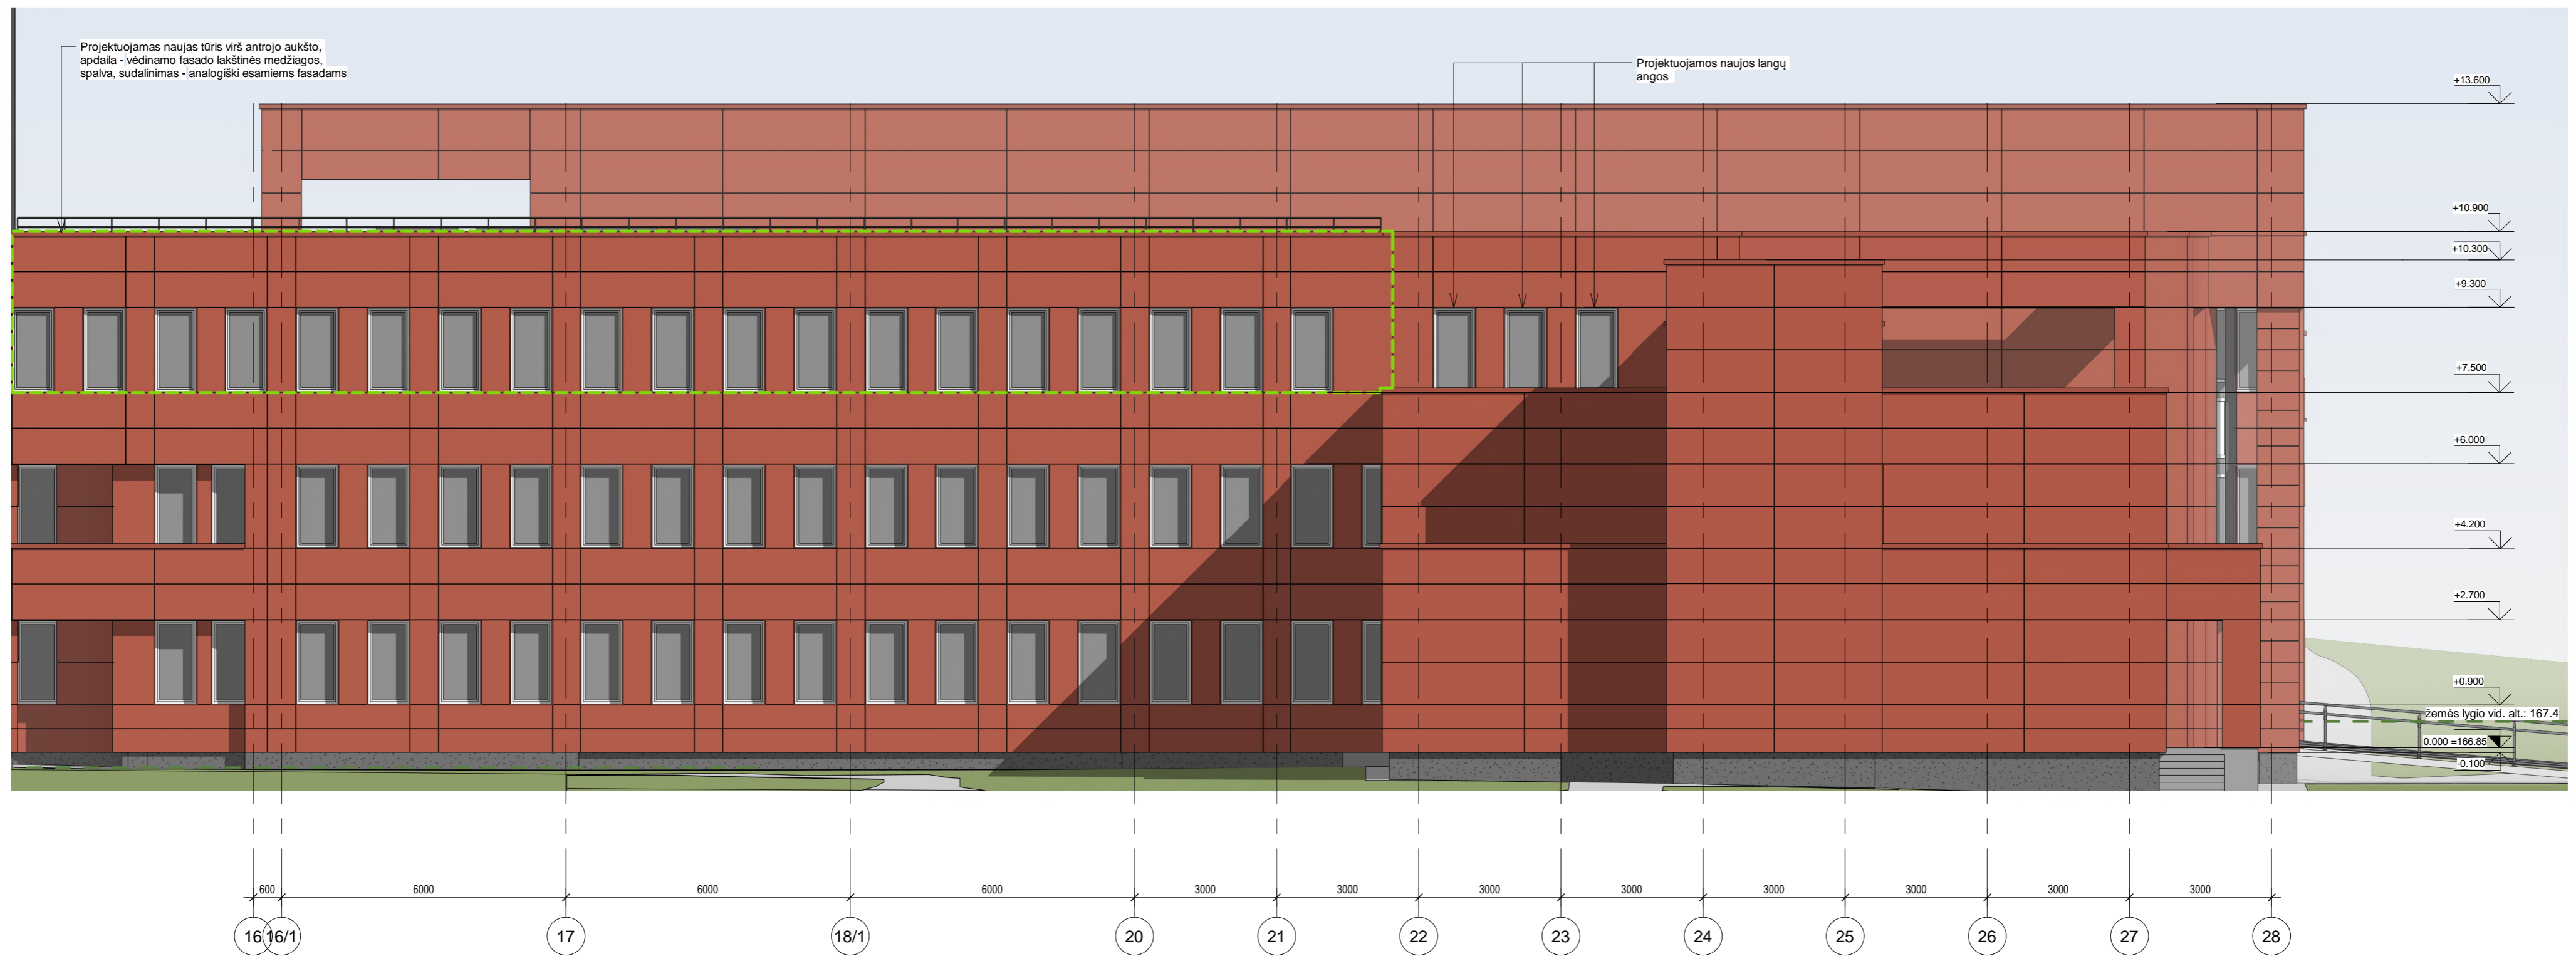 Projektuojamas naujas tūris virš antrojo aukšto,
apdaila - vėdinamo fasado lakštinės medžiagos,
spalva, sudalinimas - analogiški esamiems fasadams
Projektuojamos naujos langų
angos
+13.600
+10.900
+10.300
+9.300
+7.500
+6.000
+4.200
+2.700
+0.900
žemės lygio vid. alt.: 167.4
0.000 =166.85
-0.100
600 6000 6000 6000 3000 3000 3000 3000 3000 3000 3000 3000
16 16/1 17 18/1 20 21 22 23 24 25 26 27 28